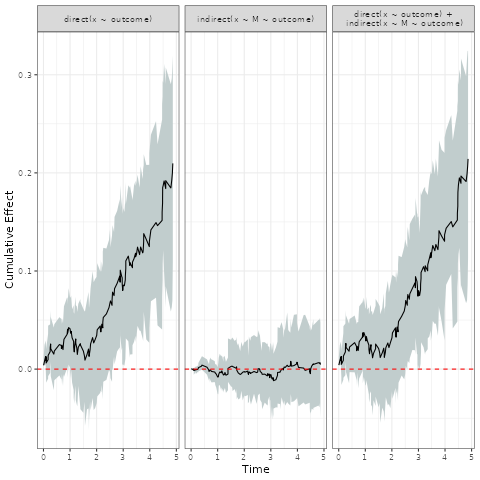 direct(x ~ outcome)
indirect(x ~ M ~ outcome)
direct(x ~ outcome) +
indirect(x ~ M ~ outcome)
Cumulative Effect
0.3
0.2
0.1
0.0
0 1 2 3 4 5
0 1 2 3 4 5
0 1 2 3 4 5
Time